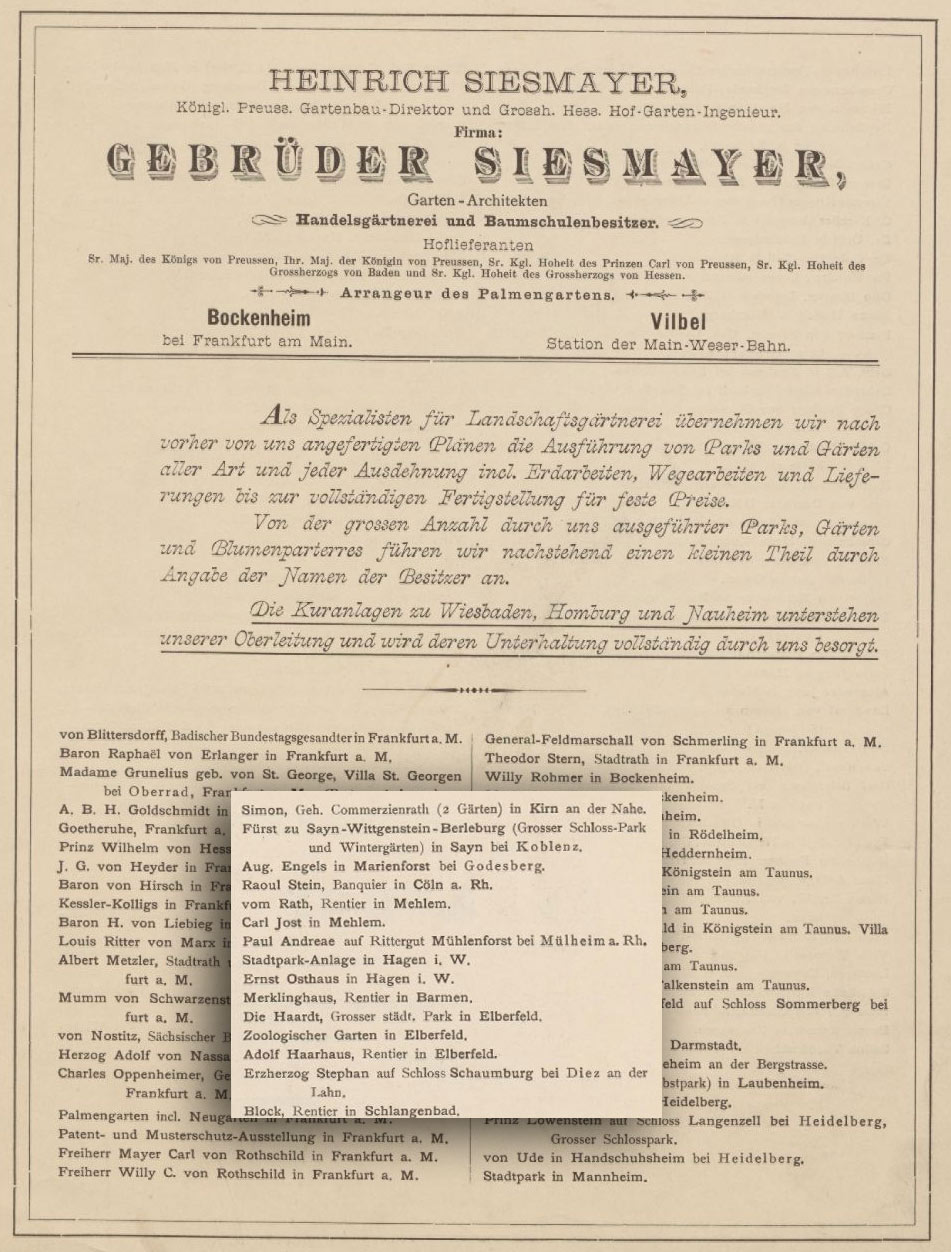 HEINRICH SIESMAYER,
Königl. Preuss. Gartenbau-Direktor und Grossh. Hess. Hof-Garten-Ingenieur.
Firma:
GEBRÜDER SIESMAYER,
Garten-Architekten
Handelsgärtnerei und Baumschulenbesitzer.
Hoflieferanten
Sr. Maj. des Königs von Preussen, Ihr. Maj. der Königin von Preussen, Sr. Kgl. Hoheit des Prinzen Carl von Preussen, Sr. Kgl. Hoheit des
Grossherzogs von Baden und Sr. Kgl. Hoheit des Grossherzogs von Hessen.
Arrangeur des Palmengartens.
Bockenheim
bei Frankfurt am Main.
Vilbel
Station der Main-Weser-Bahn.
Als Spezialisten für Landschaftsgärtnerei übernehmen wir nach
vorher von uns angefertigten Plänen die Ausführung von Parks und Gärten
aller Art und jeder Ausdehnung incl. Erdarbeiten, Wegearbeiten und Liefe-
rungen bis zur vollständigen Fertigstellung für feste Preise.
Von der grossen Anzahl durch uns ausgeführter Parks, Gärten
und Blumenparterres führen wir nachstehend einen kleinen Theil durch
Angabe der Namen der Besitzer an.
Die Kuranlagen zu Wiesbaden, Homburg und Nauheim unterstehen
unserer Oberleitung und wird deren Unterhaltung vollständig durch uns besorgt.
von Blittersdorff, Badischer Bundestagsgesandter in Frankfurt a. M.
Baron Raphaël von Erlanger in Frankfurt a. M.
Madame Grunelius geb. von St. George, Villa St. Georgen
bei Oberrad,
A. B. H. Goldschmidt in
Goetheruhe, Frankfurt a.
Prinz Wilhelm von
J. G. von Heyder in
Baron von Hirsch in
Kessler-Kolligs in
Baron H. von Liebieg
Louis Ritter von Marx
Albert Metzler, Stadtrath
furt a. M.
Mumm von
furt a. M.
von Nostitz, Sächsischer
Herzog Adolf von
Charles Oppenheimer,
Frankfurt a. M.
Palmengarten incl. Neugarten in Frankfurt a. M.
Patent- und Musterschutz-Ausstellung in Frankfurt a. M.
Freiherr Mayer Carl von Rothschild in Frankfurt a. M.
Freiherr Willy C. von Rothschild in Frankfurt a. M.
Simon, Geh. Commerzienrath (2 Gärten) in Kirn an der Nahe.
Fürst zu Sayn-Wittgenstein-Berleburg (Grosser Schloss-Park
und Wintergärten) in Sayn bei Koblenz.
Aug. Engels in Marienforst bei Godesberg.
Raoul Stein, Banquier in Cöln a. Rh.
vom Rath, Rentier in Mehlem.
Carl Jost in Mehlem.
Paul Andreae auf Rittergut Mühlenforst bei Mülheim a. Rh.
Stadtpark-Anlage in Hagen i. W.
Ernst Osthaus in Hagen i. W.
Merklinghaus, Rentier in Barmen.
Die Haardt, Grosser städt. Park in Elberfeld.
Zoologischer Garten in Elberfeld.
Adolf Haarhaus, Rentier in Elberfeld.
Erzherzog Stephan auf Schloss Schaumburg bei Diez an der
Lahn.
Block, Rentier in Schlangenbad.
General-Feldmarschall von Schmerling in Frankfurt a. M.
Theodor Stern, Stadtrath in Frankfurt a. M.
Willy Rohmer in Bockenheim.
in Rödelheim.
Heddernheim.
Königstein am Taunus.
am Taunus.
am Taunus.
in Königstein am Taunus. Villa
am Taunus.
am Taunus.
auf Schloss Sommerberg bei
Darmstadt.
an der Bergstrasse.
in Laubenheim.
Heidelberg.
Prinz Löwenstein auf Schloss Langenzell bei Heidelberg,
Grosser Schlosspark.
von Ude in Handschuhsheim bei Heidelberg.
Stadtpark in Mannheim.